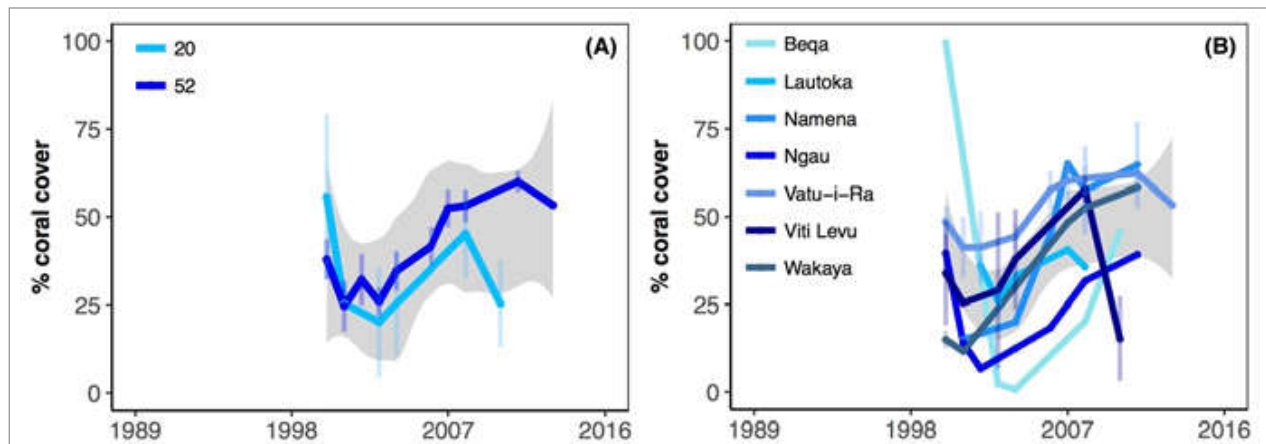 % coral cover
100
75
50
25
0
1989
1998
2007
2016
20
52
(A)
% coral cover
100
75
50
25
0
1989
1998
2007
2016
Beqa
Lautoka
Namena
Ngau
Vatu-i-Ra
Viti Levu
Wakaya
(B)